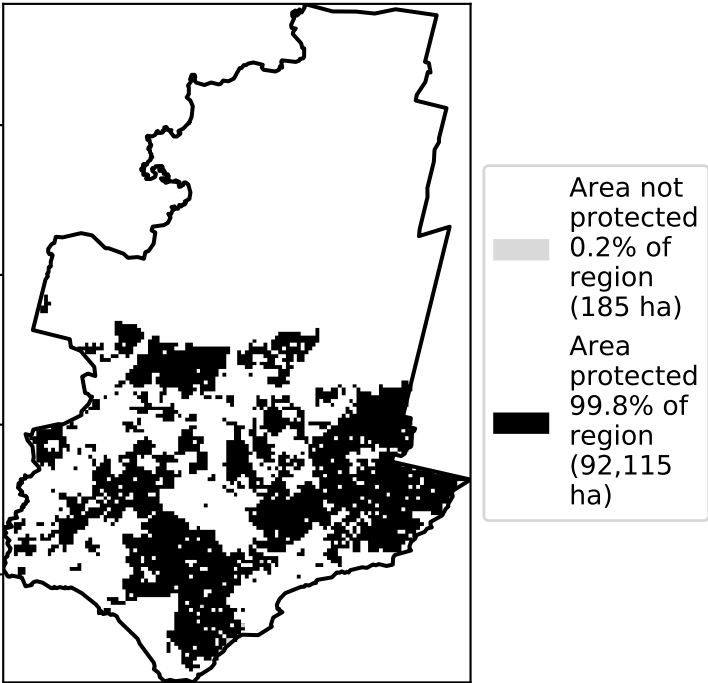 Area not
protected
0.2% of
region
(185 ha)
Area
protected
99.8% of
region
(92,115
ha)